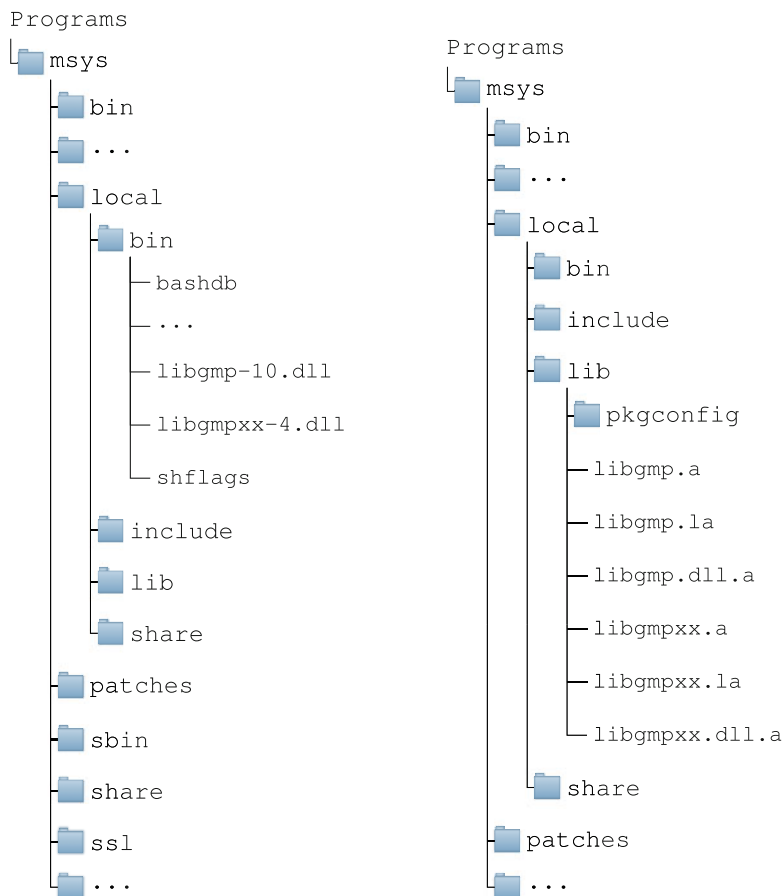 Programs
msys
bin
...
local
bin
bashdb
...
libgmp-10.dll
libgmpxx-4.dll
shflags
include
lib
share
patches
sbin
share
ssl
...
Programs
msys
bin
...
local
bin
include
lib
pkgconfig
libgmp.a
libgmp.la
libgmp.dll.a
libgmpxx.a
libgmpxx.la
libgmpxx.dll.a
share
patches
...